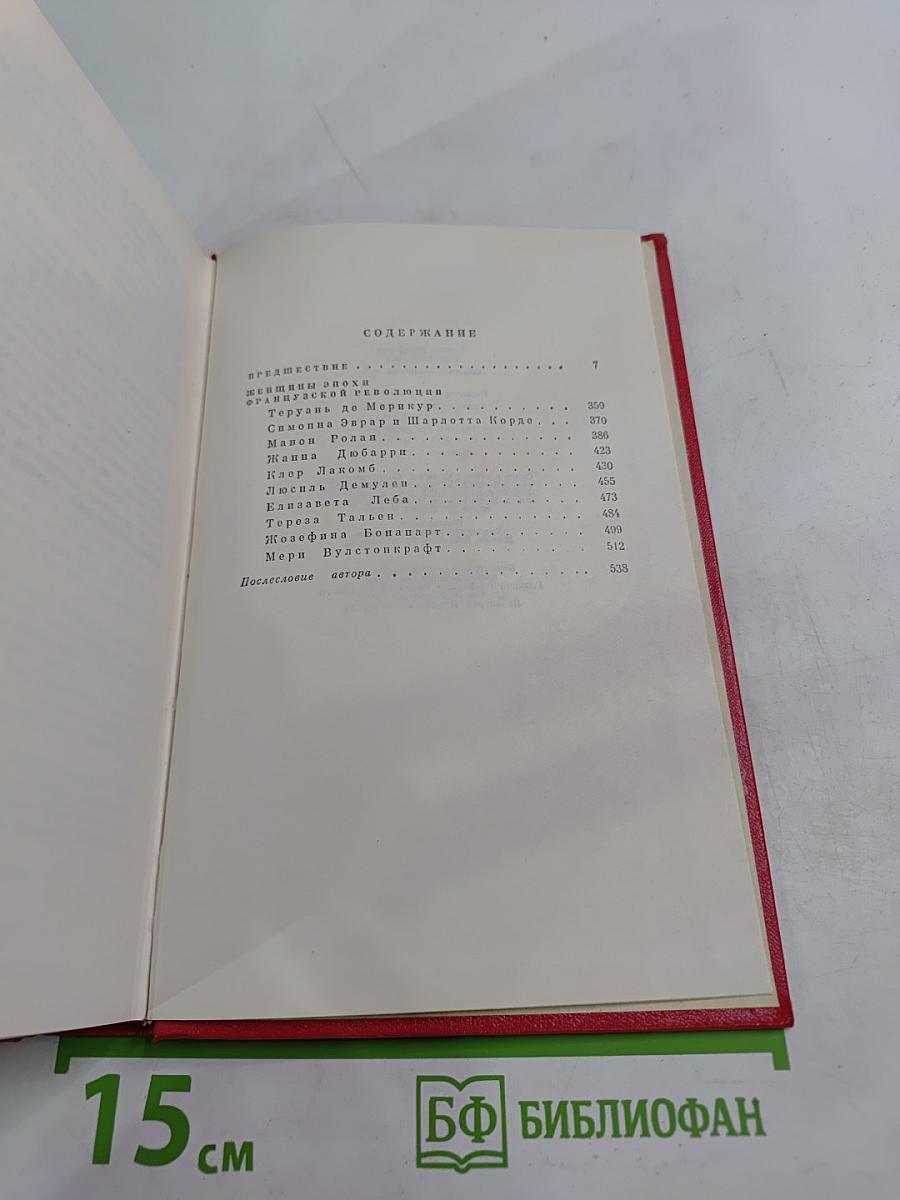 СОДЕРЖАНИЕ
ПРЕДШЕСТВИЕ . . . . . . . . . . . . . . . . . . . . 7
ЖЕНЩИНЫ ЭПОХИ
ФРАНЦУЗСКОЙ РЕВОЛЮЦИИ
Теруань де Мерикур . . . . . . . . . . 359
Симонна Эврар и Шарлотта Корде . . . 370
Манон Ролан . . . . . . . . . . . . . . 386
Жанна Дюбарри . . . . . . . . . . . . 423
Клер Лакомб . . . . . . . . . . . . . . 430
Люсиль Демулен . . . . . . . . . . . . 455
Елизавета Леба . . . . . . . . . . . . 473
Тереза Тальен . . . . . . . . . . . . . 484
Жозефина Бонапарт . . . . . . . . . . 499
Мери Вулстонкрафт . . . . . . . . . . 512
Послесловие автора . . . . . . . . . . . . . . . 538
15 см
БФ БИБЛИОФАН